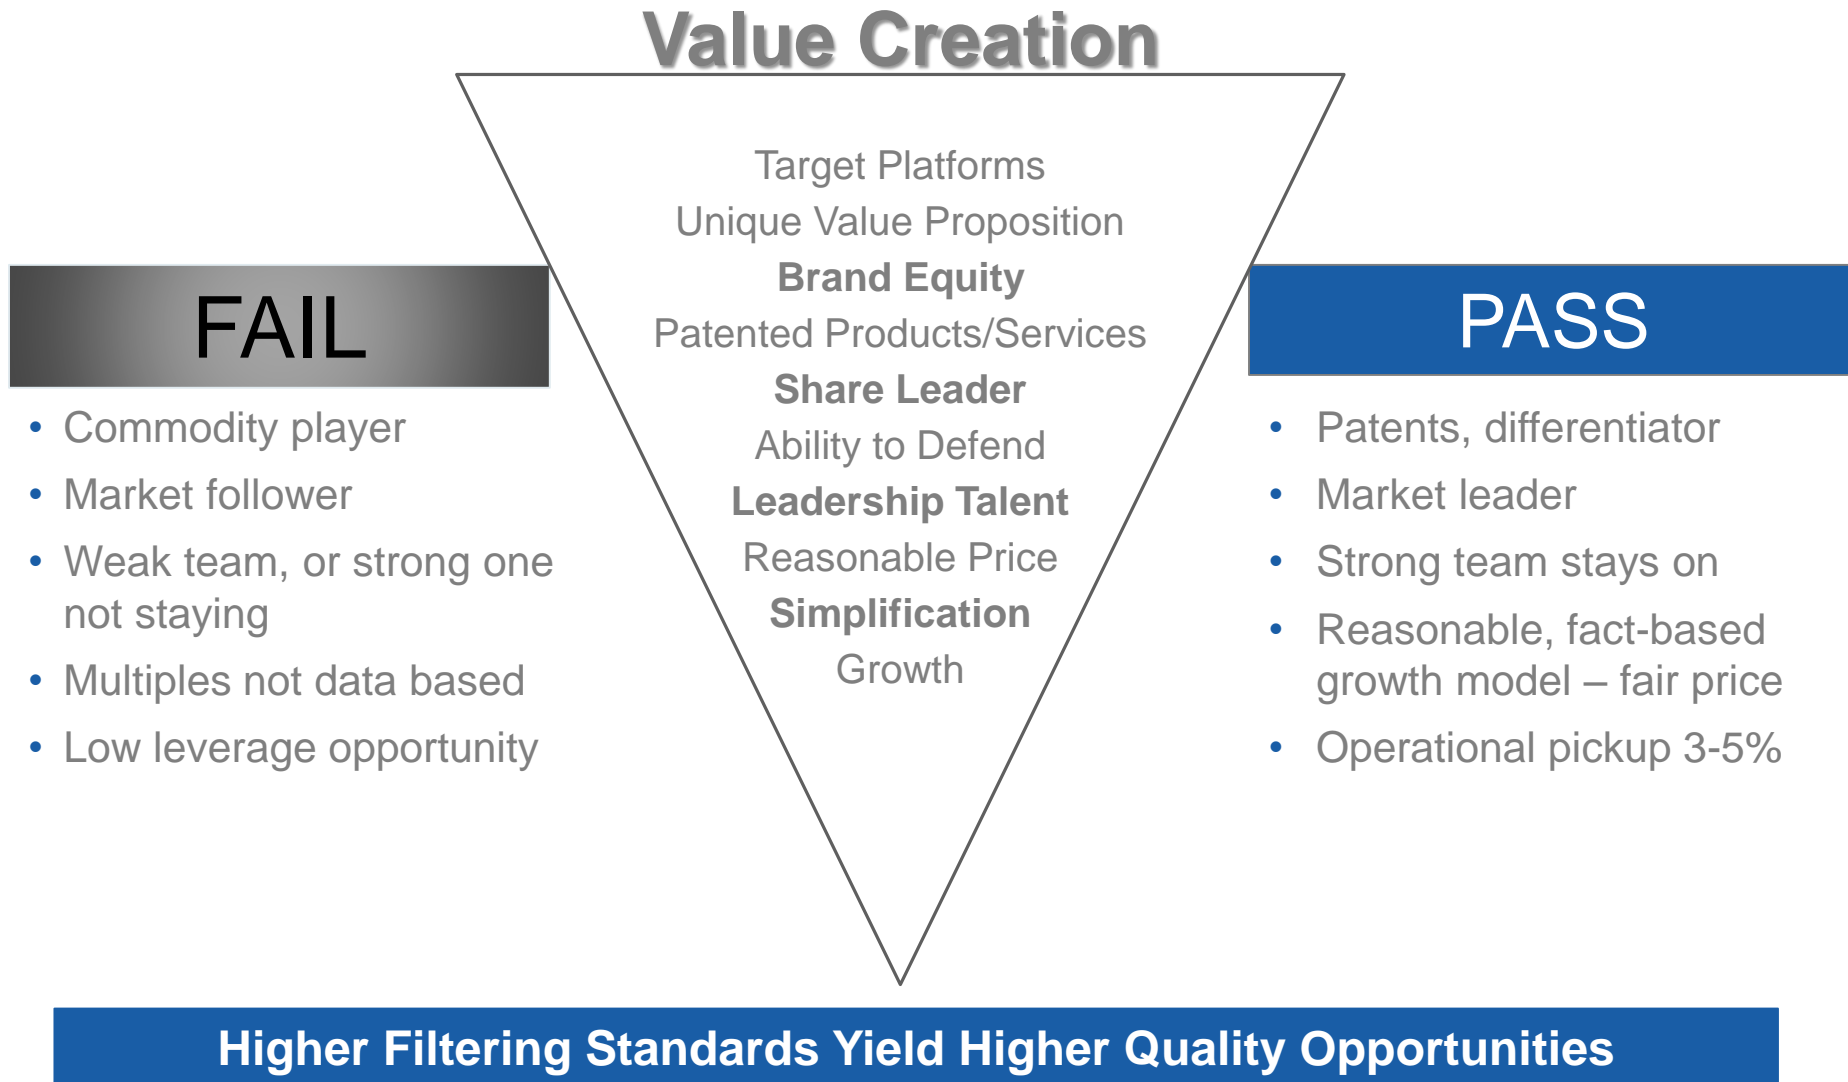 Value Creation
Target Platforms
Unique Value Proposition
Brand Equity
Patented Products/Services
Share Leader
Ability to Defend
Leadership Talent
Reasonable Price
Simplification
Growth
FAIL
• Commodity player
• Market follower
• Weak team, or strong one
not staying
• Multiples not data based
• Low leverage opportunity
PASS
• Patents, differentiator
• Market leader
• Strong team stays on
• Reasonable, fact-based
growth model – fair price
• Operational pickup 3-5%
Higher Filtering Standards Yield Higher Quality Opportunities